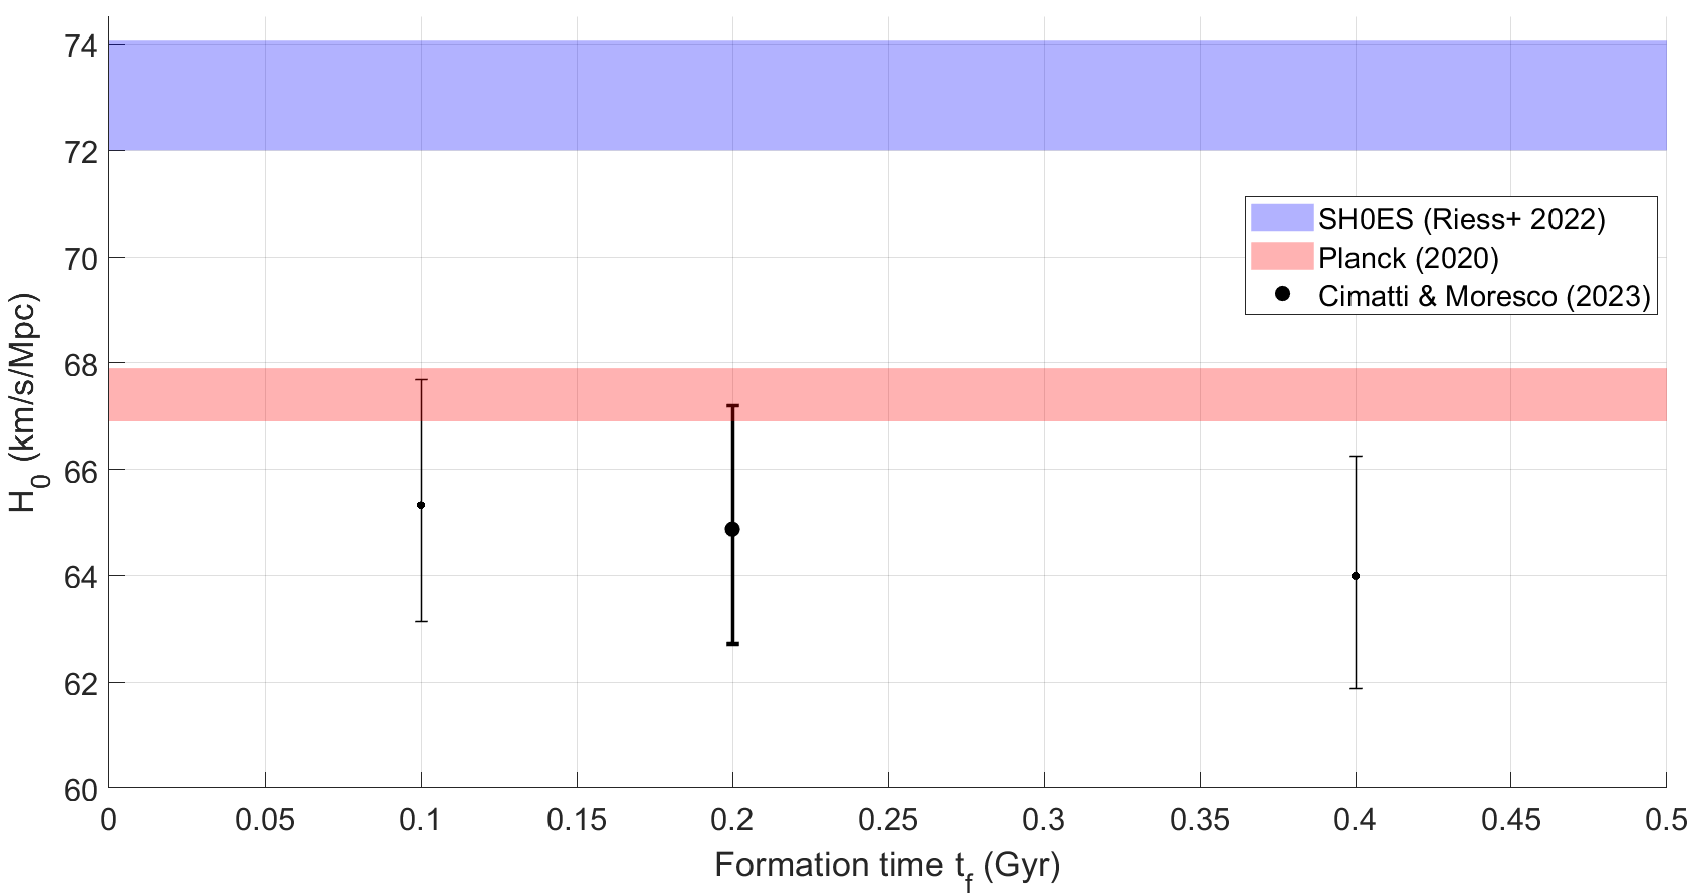 74
72
70
68
66
64
62
60
H0 (km/s/Mpc)
SH0ES (Riess+ 2022)
Planck (2020)
Cimatti & Moresco (2023)
0 0.05 0.1 0.15 0.2 0.25 0.3 0.35 0.4 0.45 0.5
Formation time tf (Gyr)